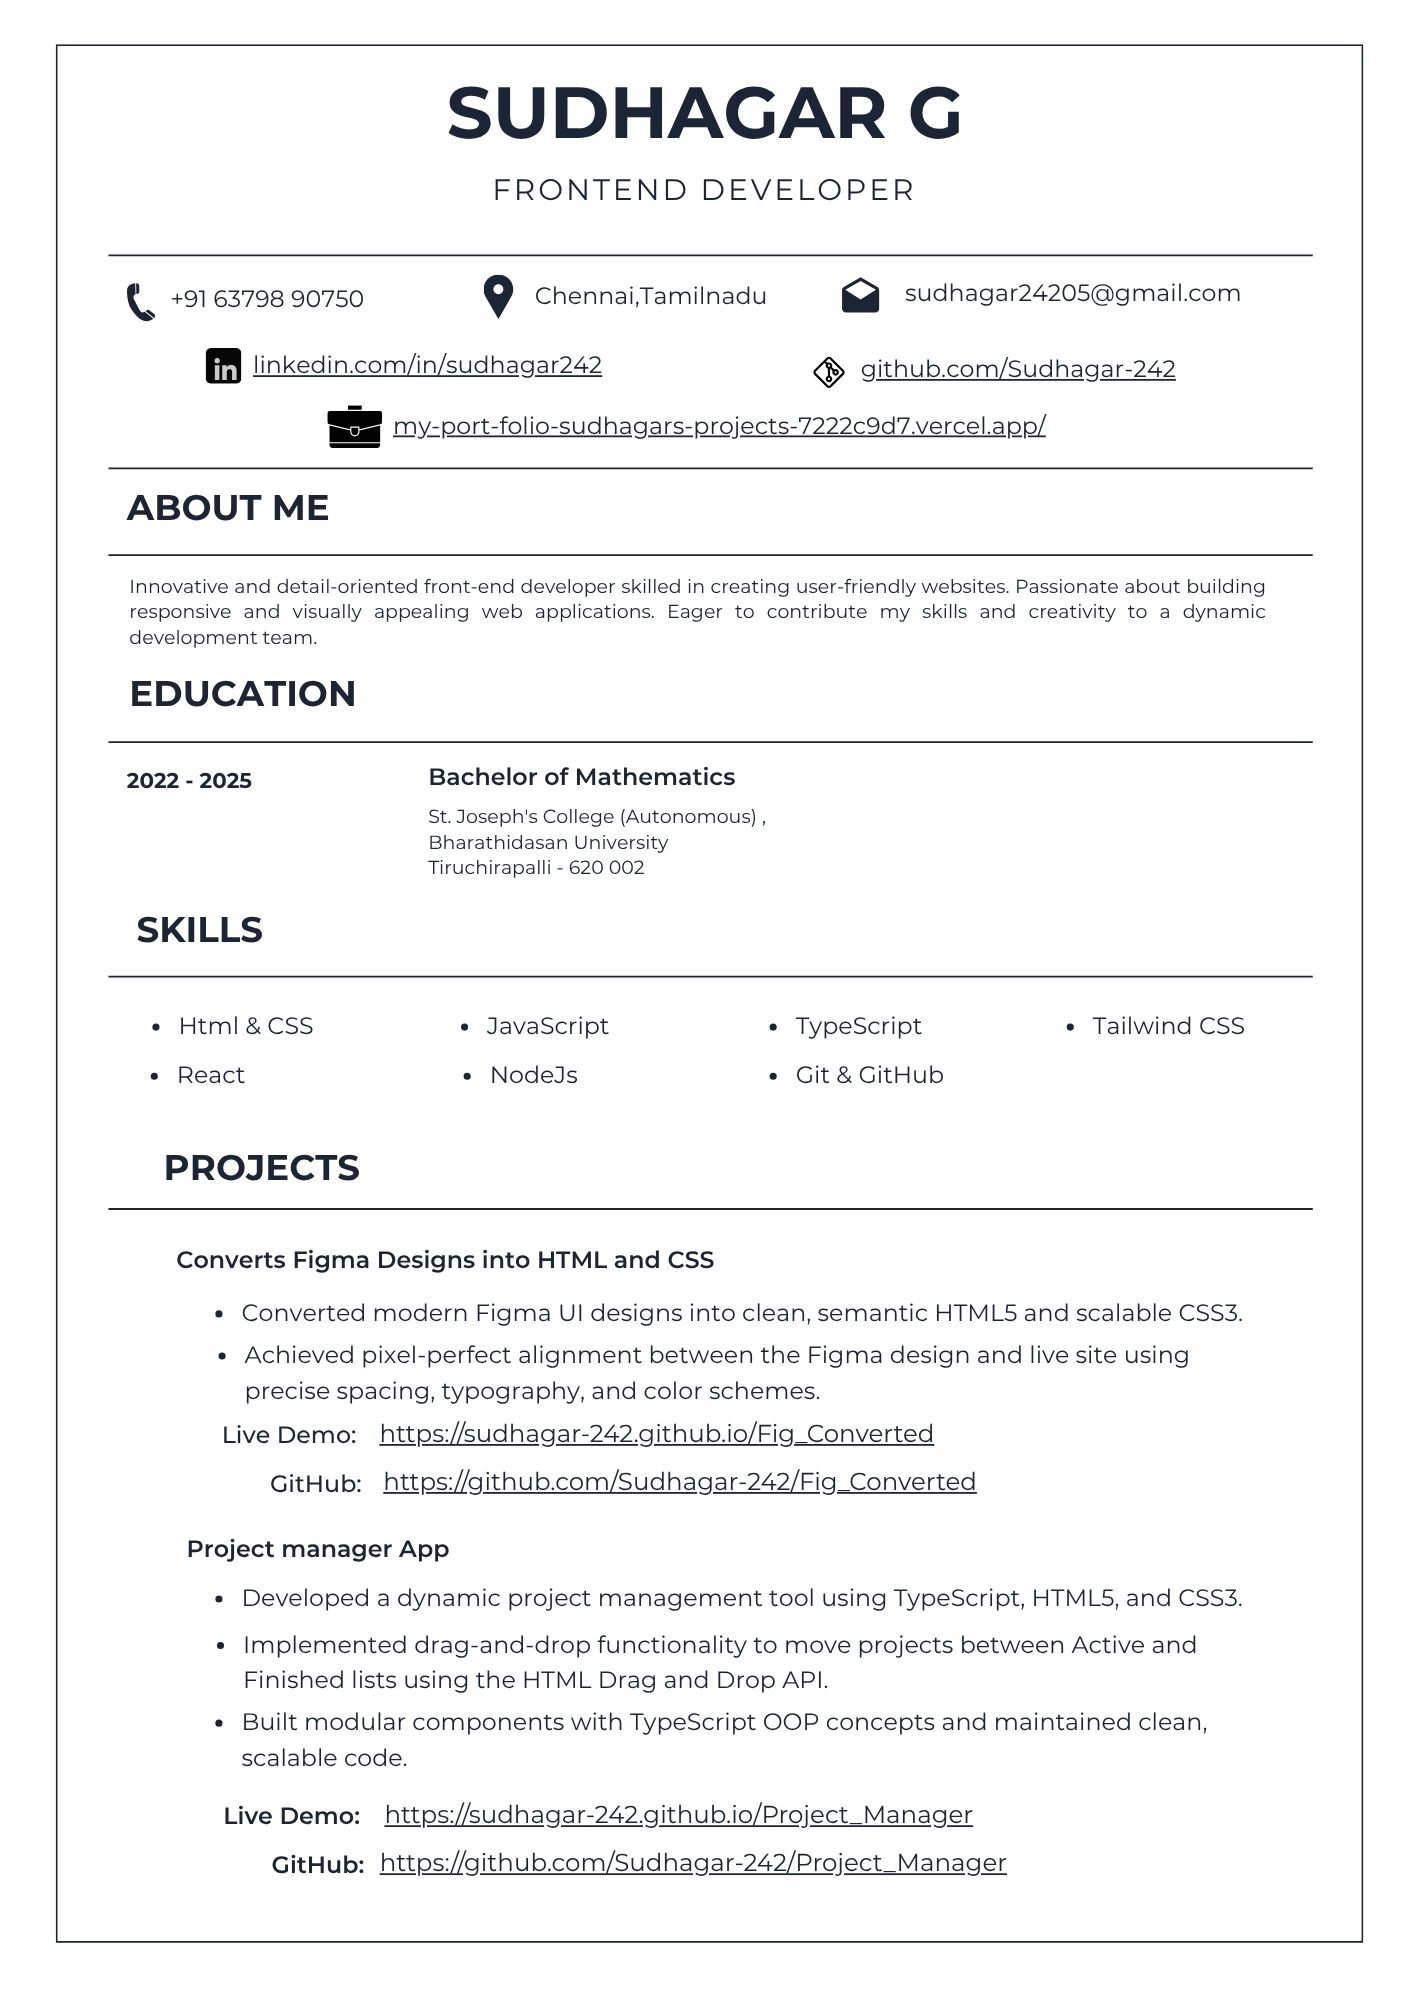 SUDHAGAR G
FRONTEND DEVELOPER
+91 63798 90750
Chennai,Tamilnadu
sudhagar24205@gmail.com
linkedin.com/in/sudhagar242
github.com/Sudhagar-242
my-port-folio-sudhagars-projects-7222c9d7.vercel.app/
ABOUT ME
Innovative and detail-oriented front-end developer skilled in creating user-friendly websites. Passionate about building
responsive and visually appealing web applications. Eager to contribute my skills and creativity to a dynamic
development team.
EDUCATION
2022 - 2025
Bachelor of Mathematics
St. Joseph's College (Autonomous) ,
Bharathidasan University
Tiruchirapalli - 620 002
SKILLS
• Html & CSS
• JavaScript
• TypeScript
• Tailwind CSS
• React
• NodeJs
• Git & GitHub
PROJECTS
Converts Figma Designs into HTML and CSS
• Converted modern Figma UI designs into clean, semantic HTML5 and scalable CSS3.
• Achieved pixel-perfect alignment between the Figma design and live site using
precise spacing, typography, and color schemes.
Live Demo: https://sudhagar-242.github.io/Fig_Converted
GitHub: https://github.com/Sudhagar-242/Fig_Converted
Project manager App
• Developed a dynamic project management tool using TypeScript, HTML5, and CSS3.
• Implemented drag-and-drop functionality to move projects between Active and
Finished lists using the HTML Drag and Drop API.
• Built modular components with TypeScript OOP concepts and maintained clean,
scalable code.
Live Demo: https://sudhagar-242.github.io/Project_Manager
GitHub: https://github.com/Sudhagar-242/Project_Manager